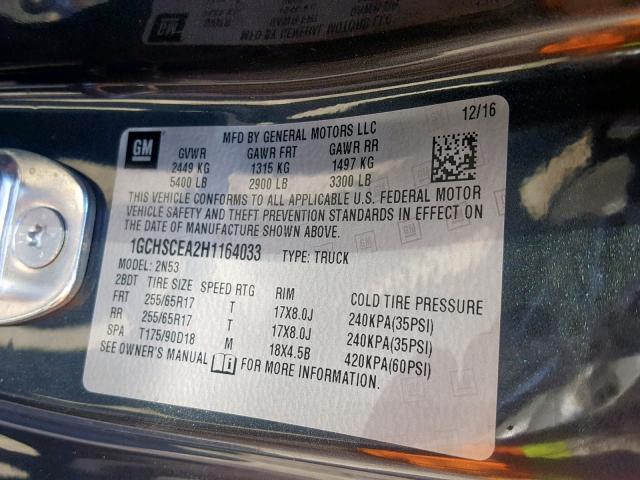 GM
MFD BY GENERAL MOTORS LLC
12/16
GVWR GAWR FRT GAWR RR
2449 KG 1315 KG 1497 KG
5400 LB 2900 LB 3300 LB
THIS VEHICLE CONFORMS TO ALL APPLICABLE U.S. FEDERAL MOTOR
VEHICLE SAFETY AND THEFT PREVENTION STANDARDS IN EFFECT ON
THE DATE OF MANUFACTURE SHOWN ABOVE.
1GCHSCEA2H1164033 TYPE: TRUCK
MODEL: 2N53
2BDT TIRE SIZE SPEED RTG RIM COLD TIRE PRESSURE
FRT 255/65R17 T 17X8.0J 240KPA(35PSI)
RR 255/65R17 T 17X8.0J 240KPA(35PSI)
SPA T175/90D18 M 18X4.5B 420KPA(60PSI)
SEE OWNER'S MANUAL FOR MORE INFORMATION.